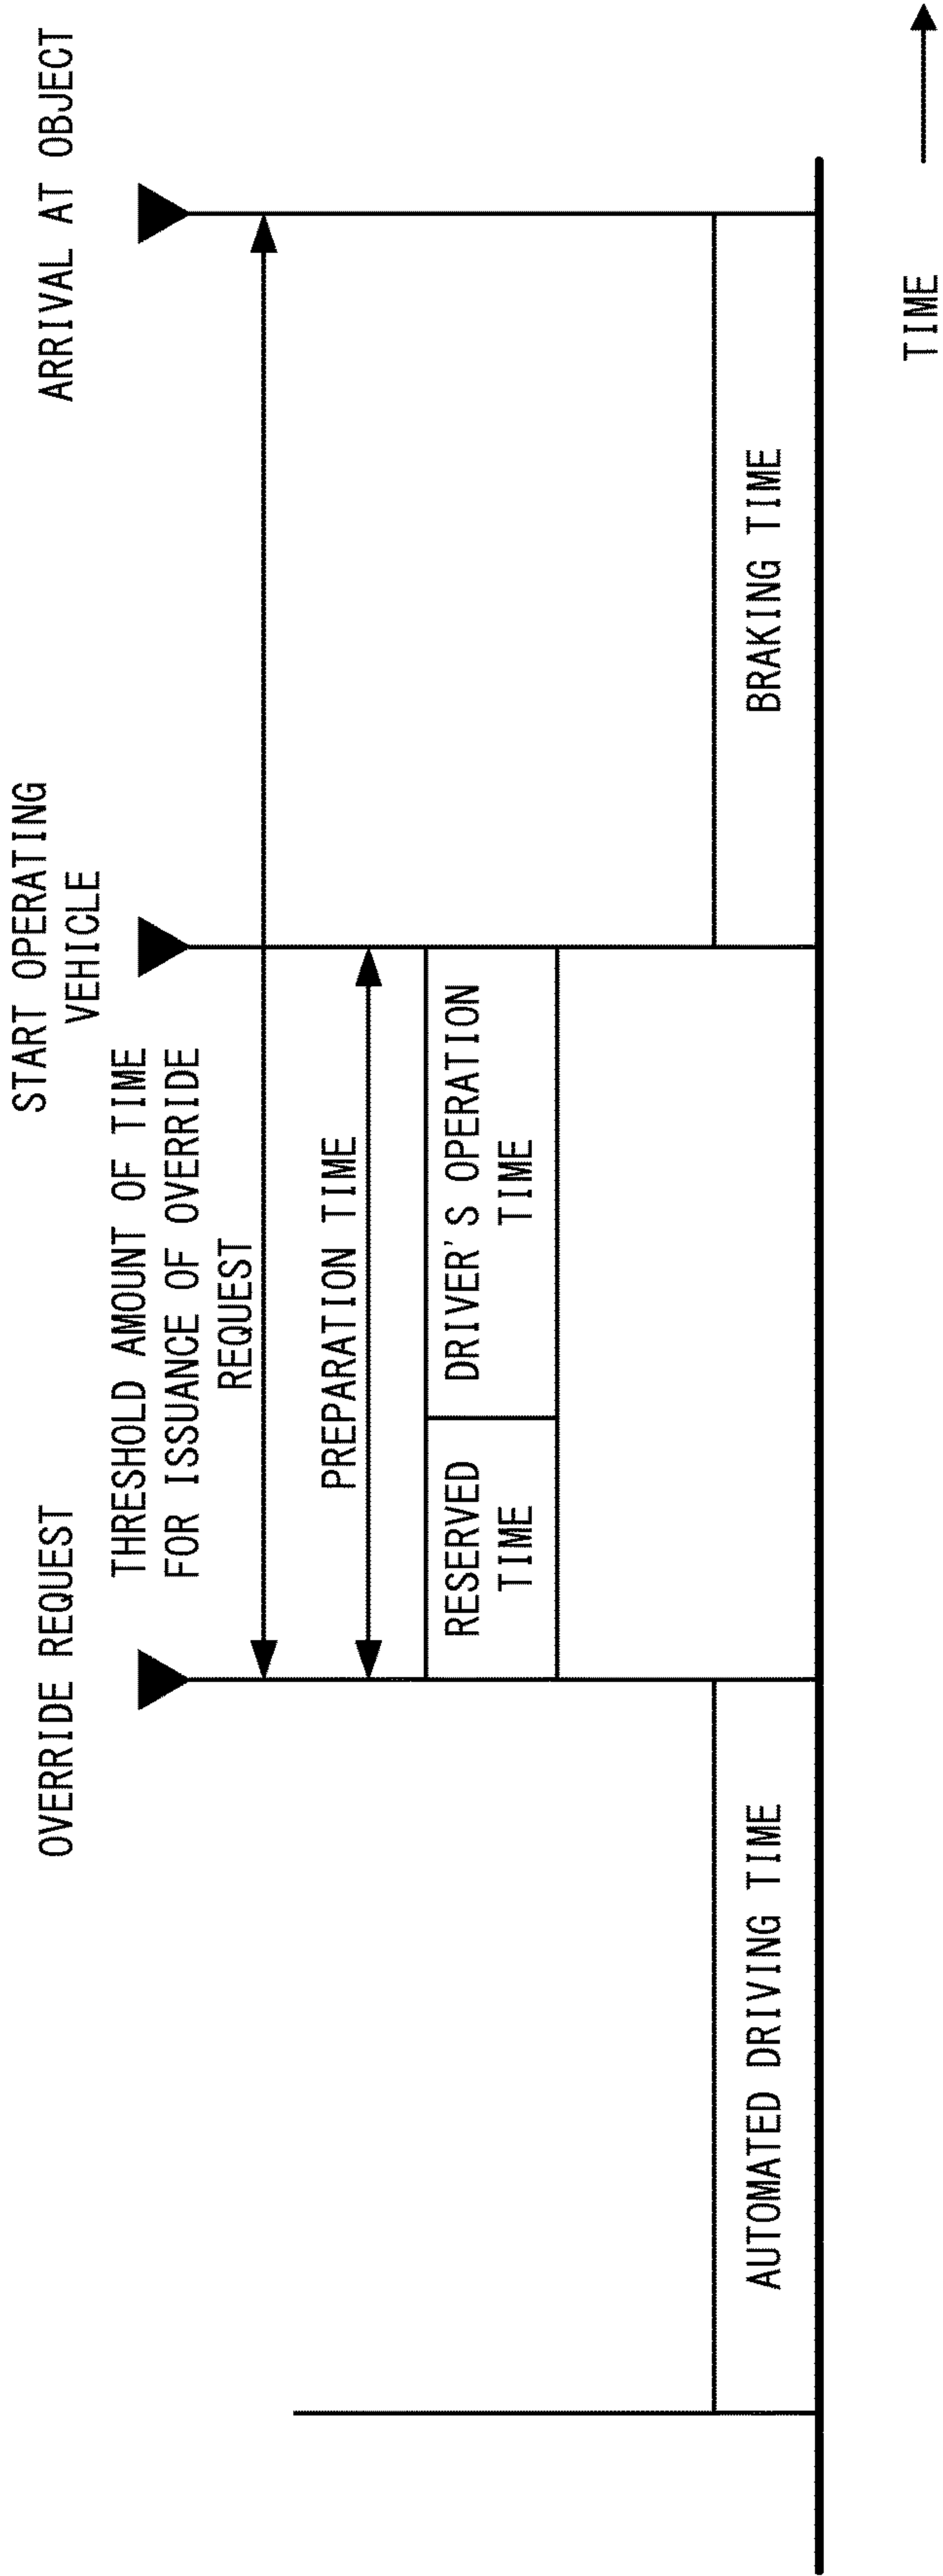 OVERRIDE REQUEST
START OPERATING
VEHICLE
ARRIVAL AT OBJECT
THRESHOLD AMOUNT OF TIME
FOR ISSUANCE OF OVERRIDE
REQUEST
PREPARATION TIME
RESERVED
TIME
DRIVER'S OPERATION
TIME
AUTOMATED DRIVING TIME
BRAKING TIME
TIME